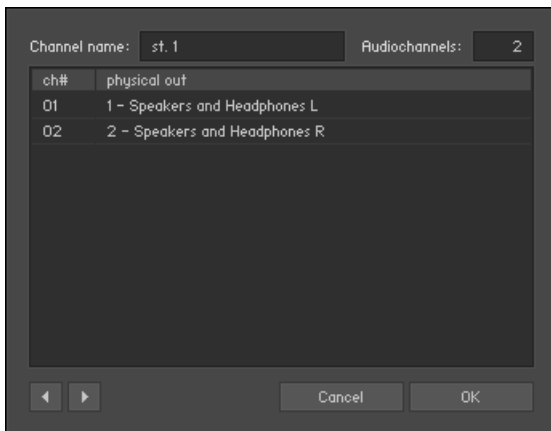 Channel name: st. 1 Audiochannels: 2
ch# physical out
01 1 - Speakers and Headphones L
02 2 - Speakers and Headphones R
Cancel OK